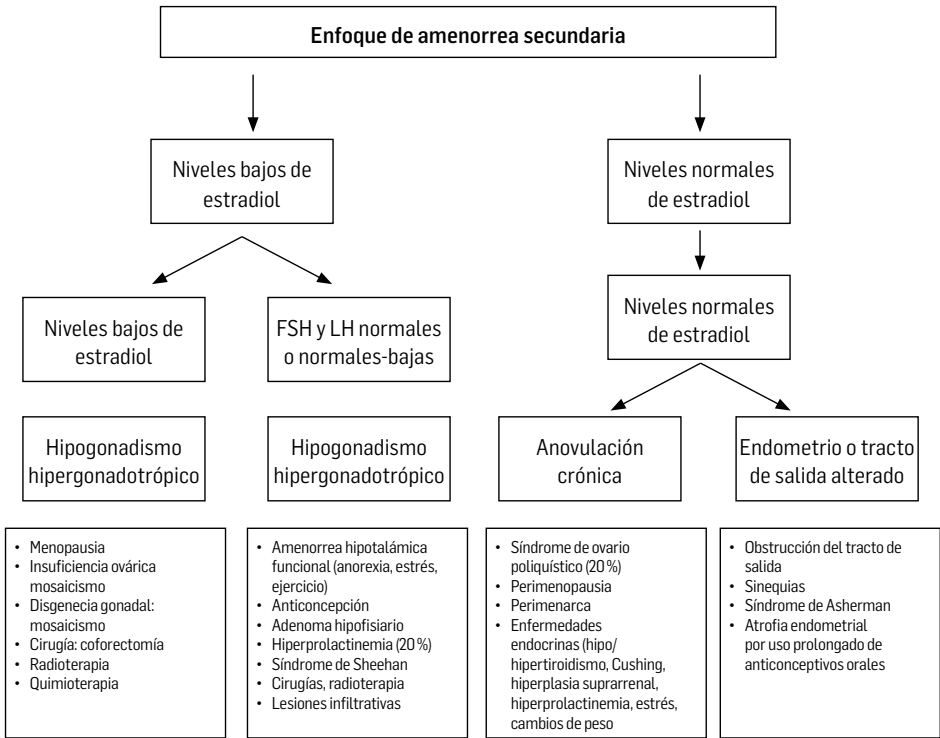 Enfoque de amenorrea secundaria
Niveles bajos de
estradiol
Niveles normales
de estradiol
Niveles bajos de
estradiol
FSH y LH normales
o normales-bajas
Niveles normales
de estradiol
Hipogonadismo
hipergonadotrópico
Hipogonadismo
hipergonadotrópico
Anovulación
crónica
Endometrio o tracto
de salida alterado
• Menopausia
• Insuficiencia ovárica
mosaicismo
• Disgenecia gonadal:
mosaicismo
• Cirugía: coforectomía
• Radioterapia
• Quimioterapia
• Amenorrea hipotalámica
funcional (anorexia, estrés,
ejercicio)
• Anticoncepción
• Adenoma hipofisiario
• Hiperprolactinemia (20 %)
• Síndrome de Sheehan
• Cirugías, radioterapia
• Lesiones infiltrativas
• Síndrome de ovario
poliquístico (20 %)
• Perimenopausia
• Perimenarca
• Enfermedades
endocrinas (hipo/
hipertiroidismo, Cushing,
hiperplasia suprarrenal,
hiperprolactinemia, estrés,
cambios de peso
• Obstrucción del tracto de
salida
• Sinequias
• Síndrome de Asherman
• Atrofia endometrial
por uso prolongado de
anticonceptivos orales